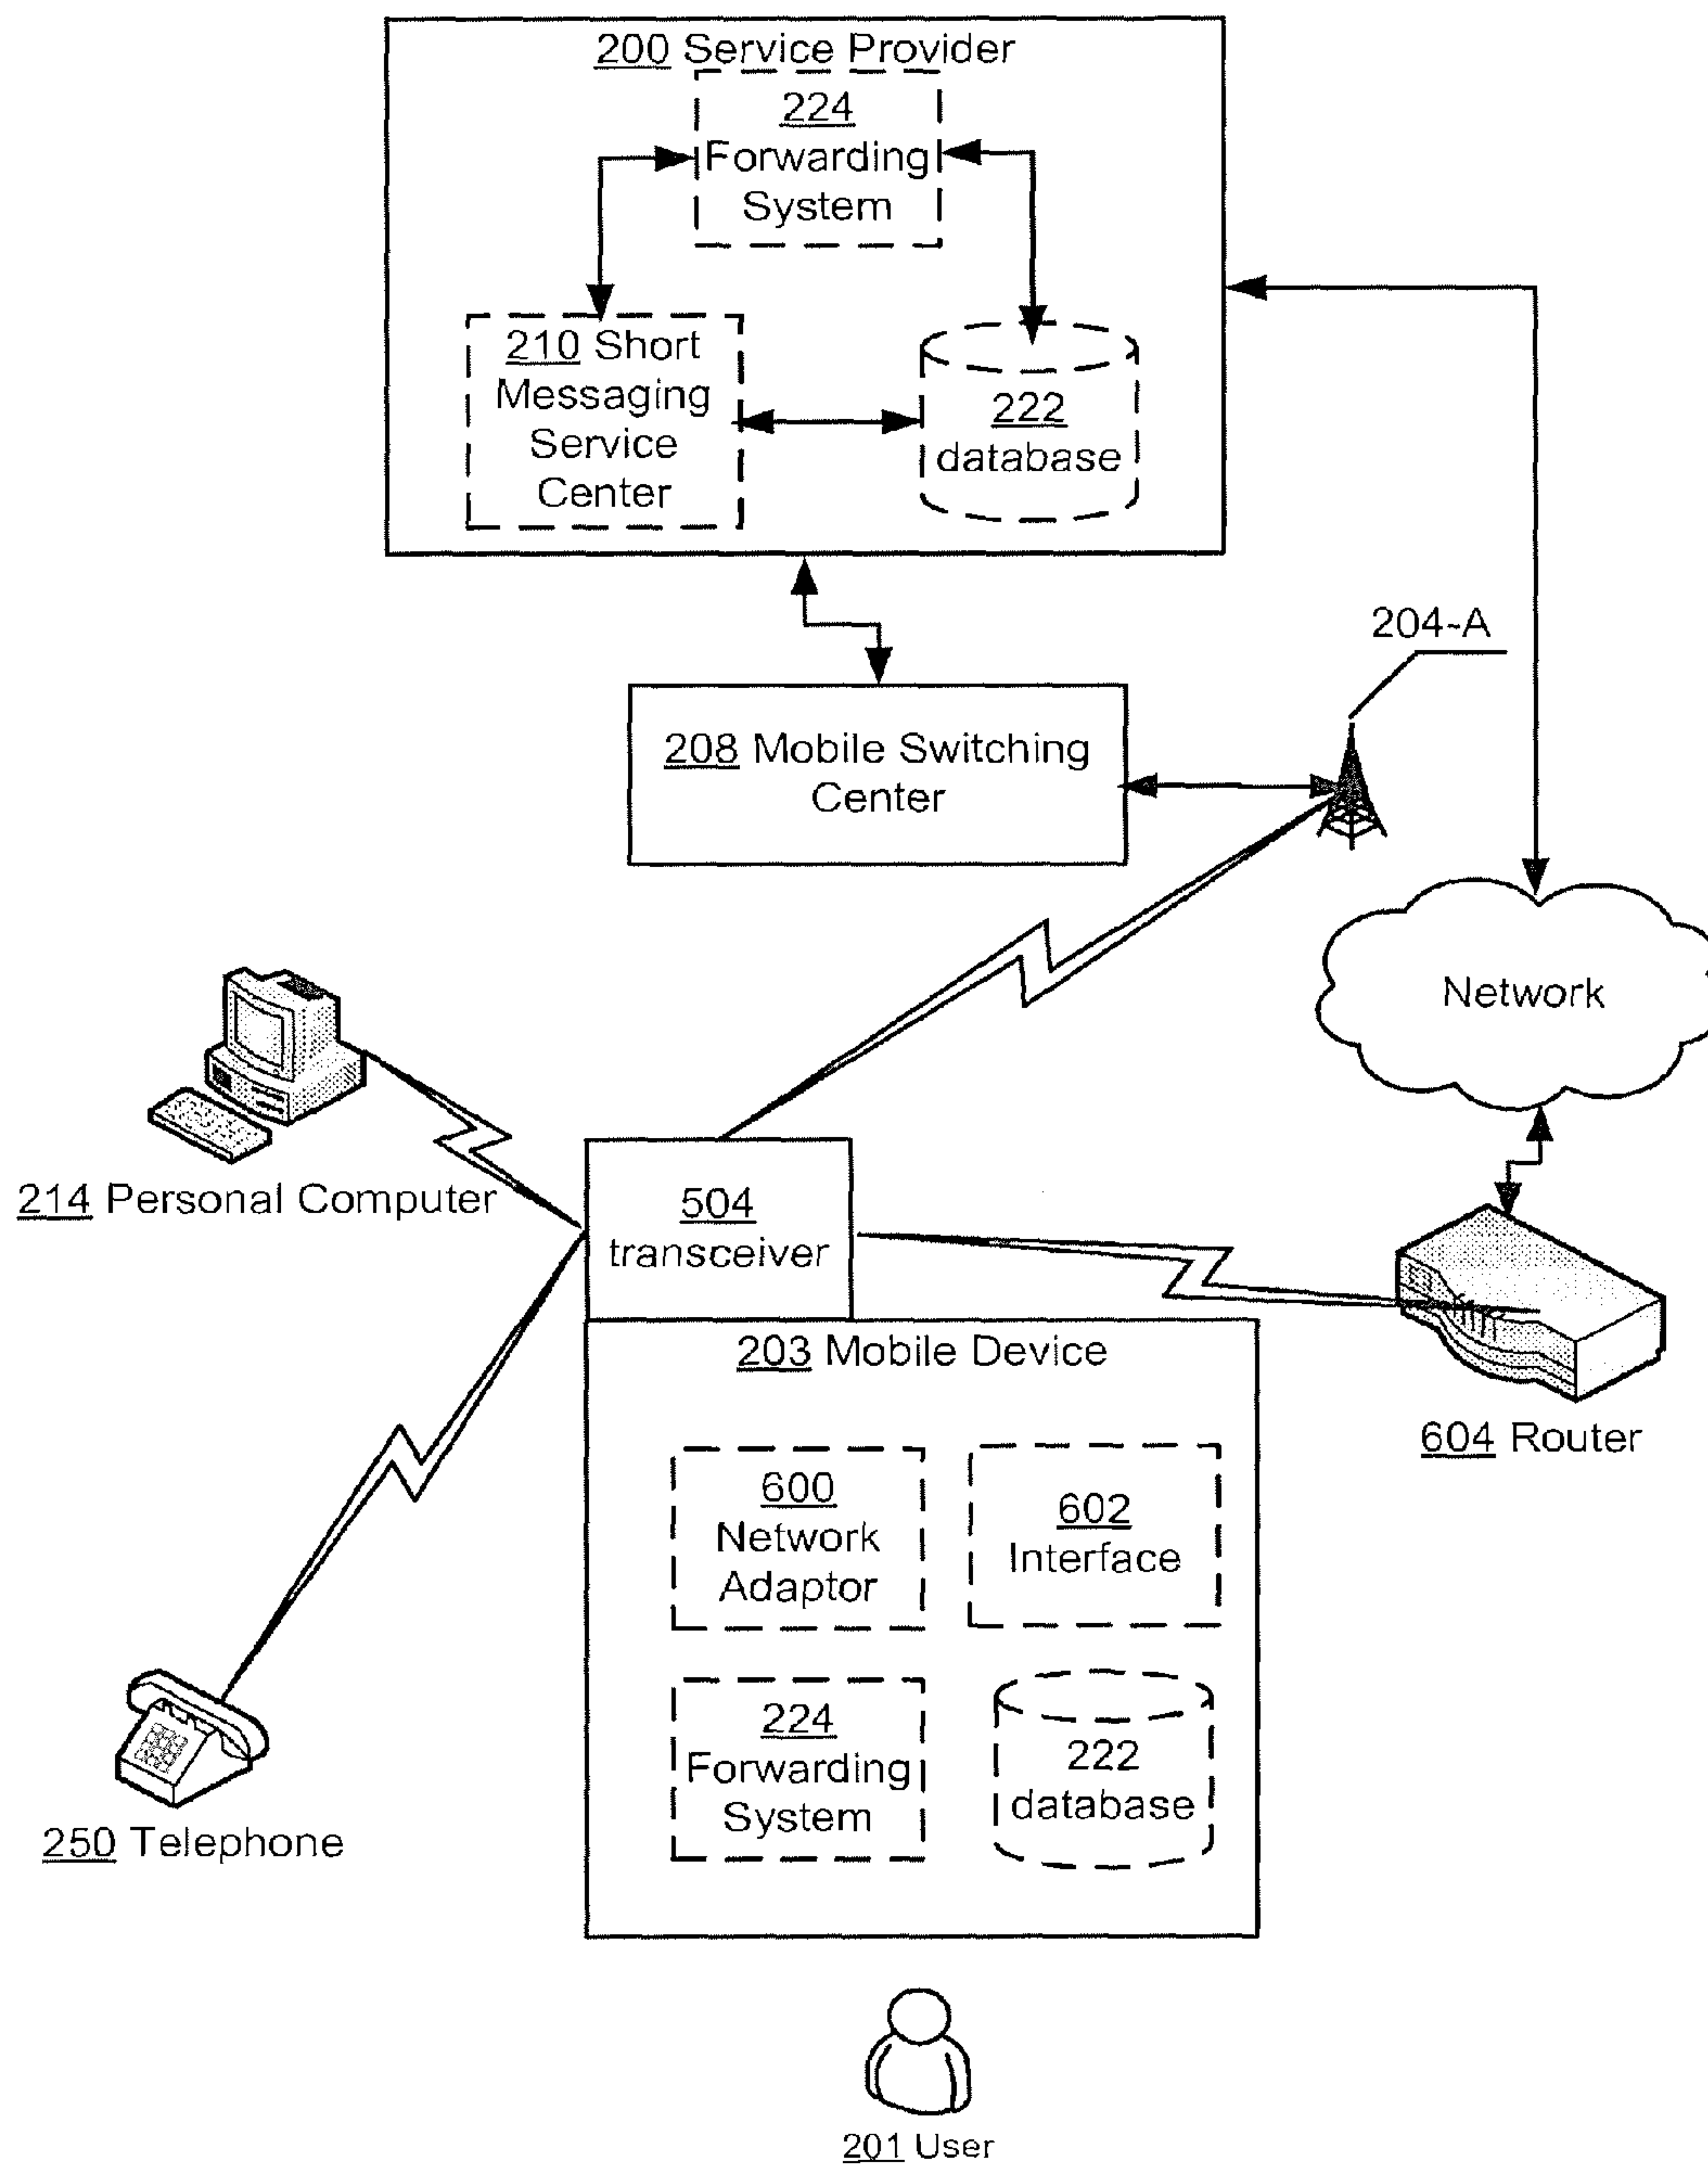 200 Service Provider
224
Forwarding
System
210 Short
Messaging
Service
Center
222
database
204-A
208 Mobile Switching
Center
Network
214 Personal Computer
504
transceiver
203 Mobile Device
604 Router
600
Network
Adaptor
602
Interface
224
Forwarding
System
222
database
250 Telephone
201 User